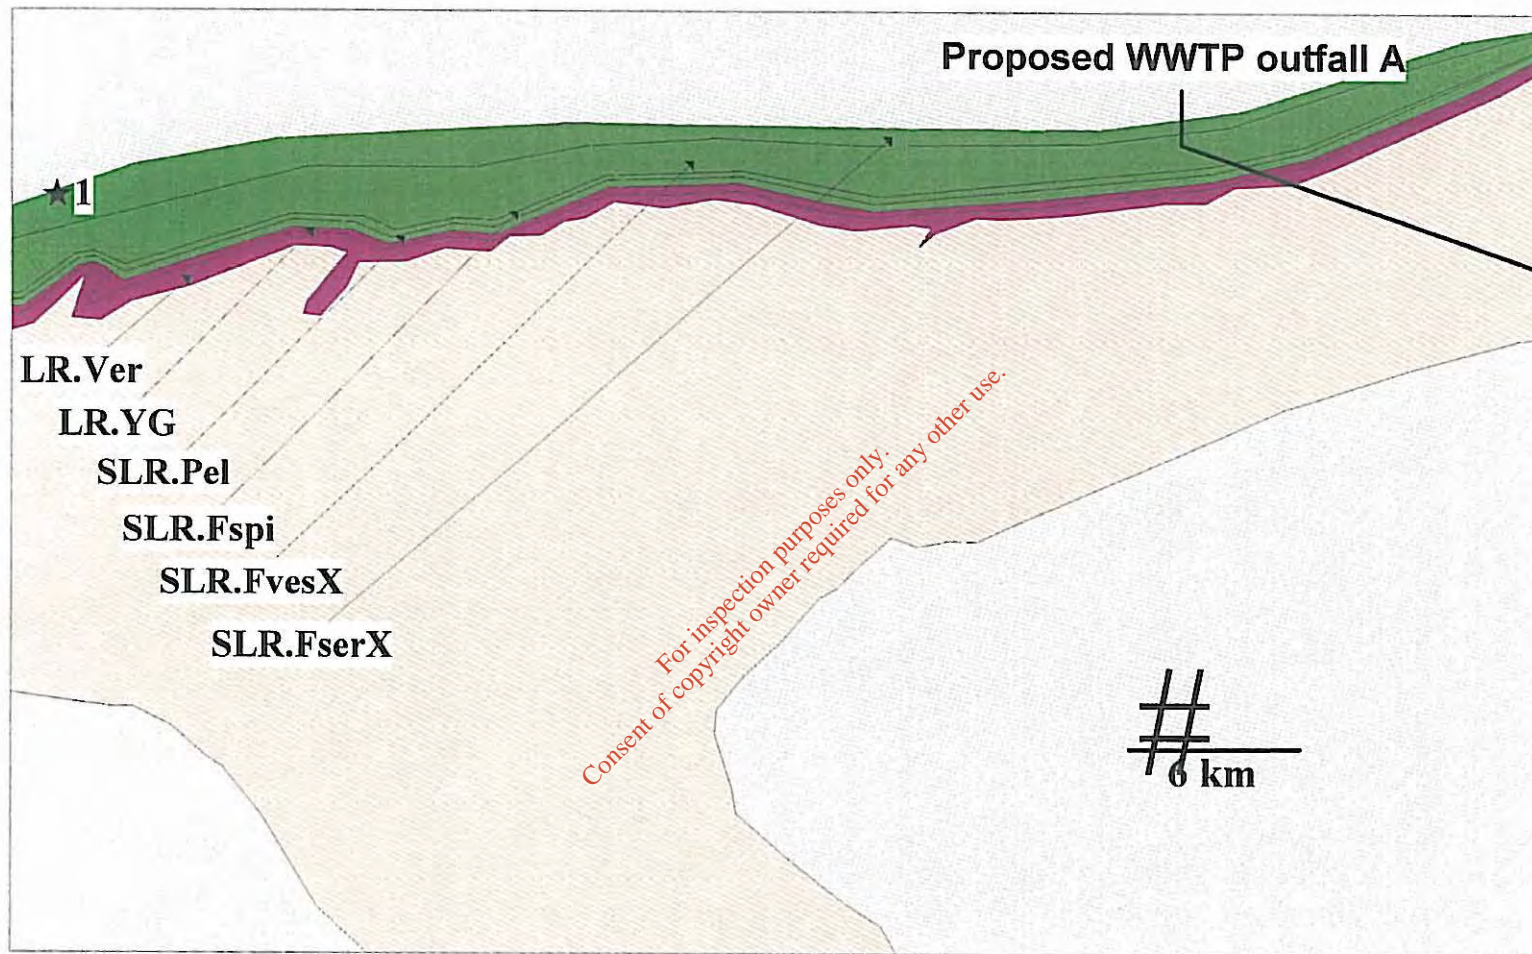 Proposed WWTP outfall A
1
LR.Ver
LR.YG
SLR.Pel
SLR.Fspi
SLR.FvesX
SLR.FserX
For inspection purposes only.
Consent of copyright owner required for any other use.
6 km